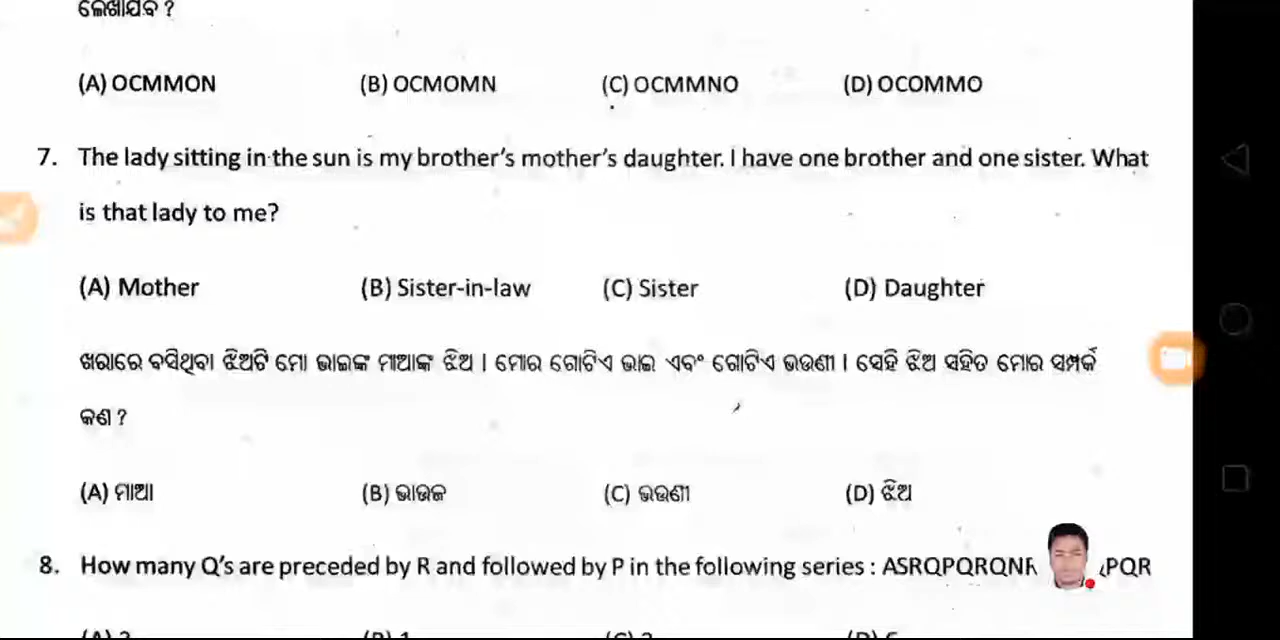 ଲେଖାଯିବ ?
(A) OCMMON (B) OCMOMN (C) OCMMNO (D) OCOMMO
7. The lady sitting in the sun is my brother's mother's daughter. I have one brother and one sister. What
is that lady to me?
(A) Mother (B) Sister-in-law (C) Sister (D) Daughter
ଖରାରେ ବସିଥିବା ଝିଅଟି ମୋ ଭାଇଙ୍କ ମାଆଙ୍କ ଝିଅ । ମୋର ଗୋଟିଏ ଭାଇ ଏବଂ ଗୋଟିଏ ଭଉଣୀ । ସେହି ଝିଅ ସହିତ ମୋର ସମ୍ପର୍କ
କଣ ?
(A) ମାଆ (B) ଭାଉଜ (C) ଭଉଣୀ (D) ଝିଅ
8. How many Q's are preceded by R and followed by P in the following series : ASRQPQRQN PQR